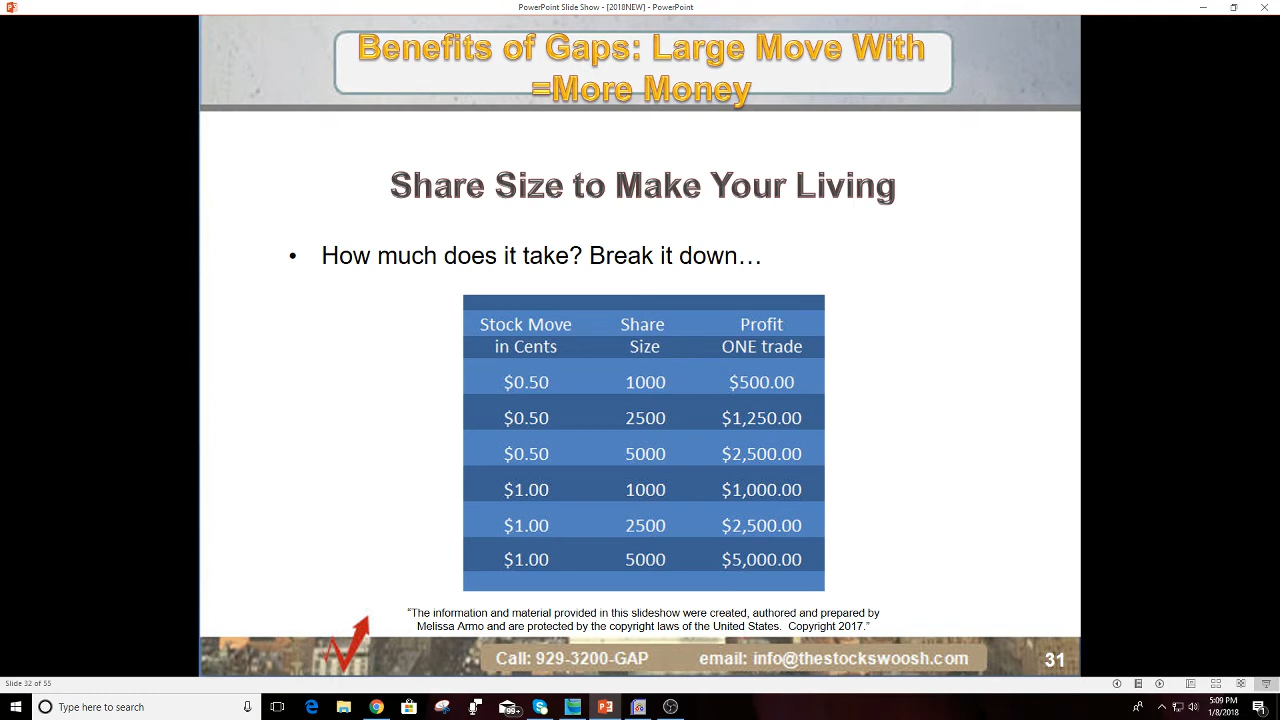 PowerPoint Slide Show - [2018NEW] - PowerPoint
Benefits of Gaps: Large Move With
=More Money
Share Size to Make Your Living
• How much does it take? Break it down…
Stock Move Share Profit
in Cents Size ONE trade
$0.50 1000 $500.00
$0.50 2500 $1,250.00
$0.50 5000 $2,500.00
$1.00 1000 $1,000.00
$1.00 2500 $2,500.00
$1.00 5000 $5,000.00
“The information and material provided in this slideshow were created, authored and prepared by
Melissa Armo and are protected by the copyright laws of the United States. Copyright 2017.”
Call: 929-3200-GAP email: info@thestockswoosh.com 31
Slide 32 of 55
Type here to search 99+ 5:09 PM
1/8/2018